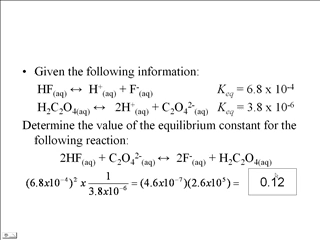 • Given the following information:
HF(aq) ↔ H⁺(aq) + F⁻(aq) Keq = 6.8 x 10⁻⁴
H₂C₂O₄(aq) ↔ 2H⁺(aq) + C₂O₄²⁻(aq) Keq = 3.8 x 10⁻⁶
Determine the value of the equilibrium constant for the
following reaction:
2HF(aq) + C₂O₄²⁻(aq) ↔ 2F⁻(aq) + H₂C₂O₄(aq)
(6.8x10⁻⁴)² x 1/3.8x10⁻⁶ = (4.6x10⁻⁷)(2.6x10⁵) = 0.12